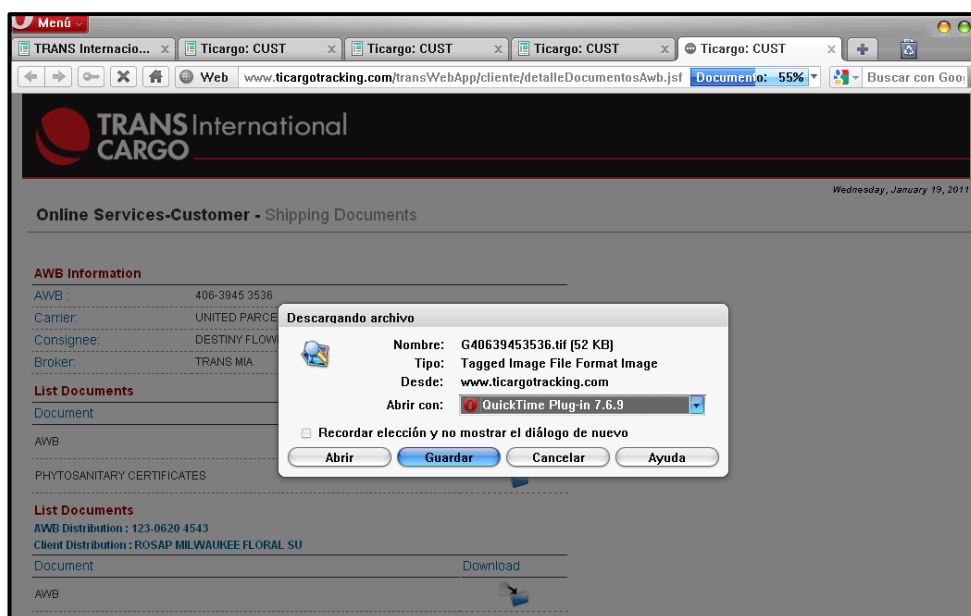 Menú
TRANS Internacio... x Ticargo: CUST x Ticargo: CUST x Ticargo: CUST x Ticargo: CUST x
Web www.ticargotracking.com/transWebApp/cliente/detalleDocumentosAwb.jsf Documento: 55% Buscar con Goo
TRANS International
CARGO
Wednesday, January 19, 2011
Online Services-Customer - Shipping Documents
AWB Information
AWB : 406-3945 3536
Carrier: UNITED PARCE
Consignee: DESTINY FLOW
Broker: TRANS MIA
List Documents
Document
AWB
PHYTOSANITARY CERTIFICATES
Descargando archivo
Nombre: G40639453536.tif (52 KB)
Tipo: Tagged Image File Format Image
Desde: www.ticargotracking.com
Abrir con: QuickTime Plug-in 7.6.9
Recordar elección y no mostrar el diálogo de nuevo
Abrir Guardar Cancelar Ayuda
List Documents
AWB Distribution : 123-0620 4543
Client Distribution : ROSAP MILWAUKEE FLORAL SU
Document Download
AWB